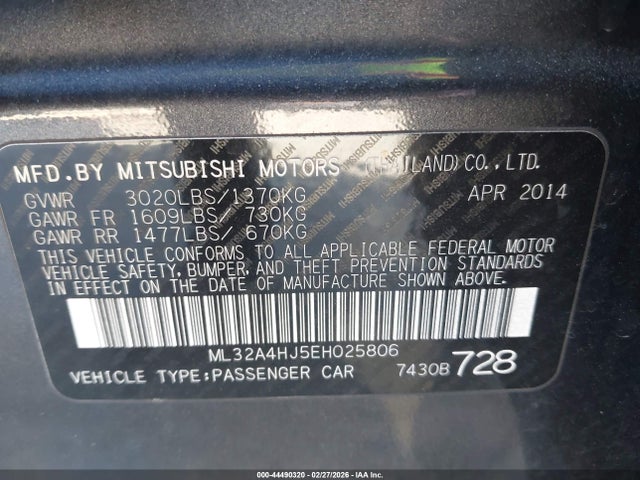 MFD.BY MITSUBISHI MOTORS (THAILAND)CO.,LTD.
GVWR 3020LBS/1370KG APR 2014
GAWR FR 1609LBS/ 730KG
GAWR RR 1477LBS/ 670KG
THIS VEHICLE CONFORMS TO ALL APPLICABLE FEDERAL MOTOR
VEHICLE SAFETY, BUMPER, AND THEFT PREVENTION STANDARDS
IN EFFECT ON THE DATE OF MANUFACTURE SHOWN ABOVE.
ML32A4HJ5EH025806
VEHICLE TYPE:PASSENGER CAR 7430B 728
000-44490320 - 02/27/2026 - IAA Inc.